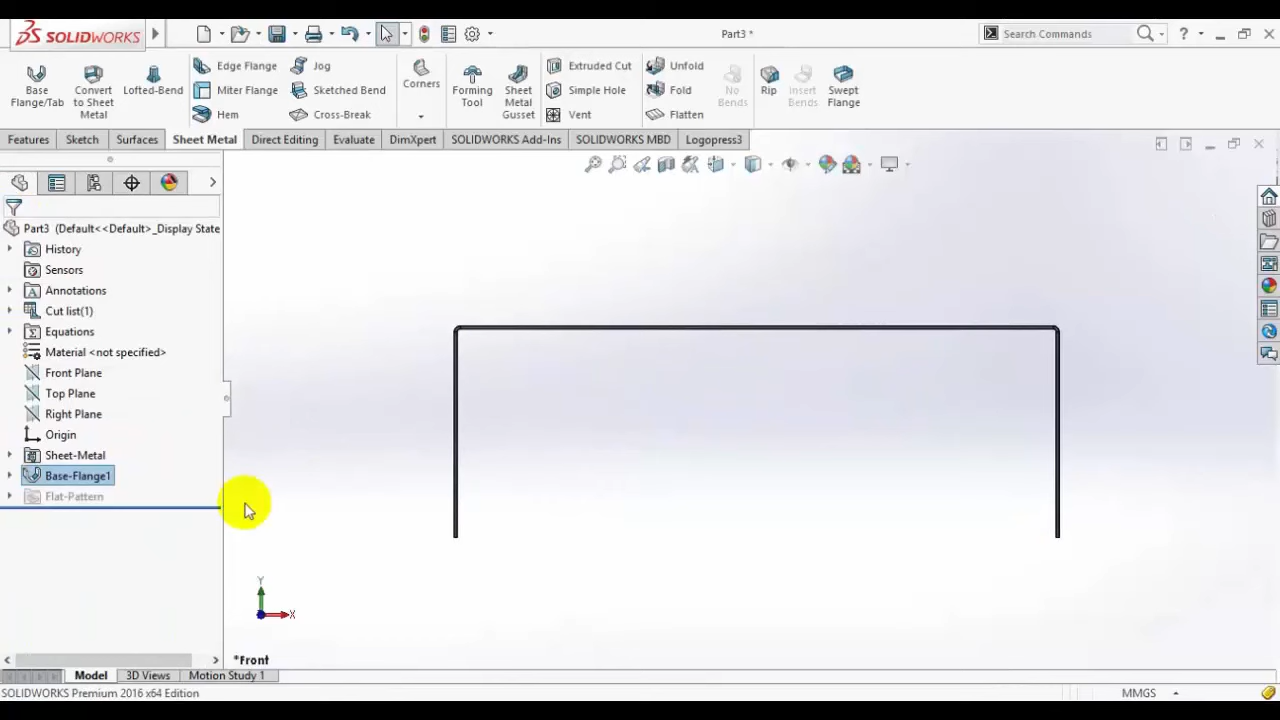 SOLIDWORKS
Part3 *
Search Commands
?
Base Flange/Tab
Convert to Sheet Metal
Lofted-Bend
Edge Flange
Miter Flange
Hem
Jog
Sketched Bend
Cross-Break
Corners
Forming Tool
Sheet Metal Gusset
Extruded Cut
Simple Hole
Vent
Unfold
Fold
Flatten
No Bends
Rip
Insert Bends
Swept Flange
Features Sketch Surfaces Sheet Metal Direct Editing Evaluate DimXpert SOLIDWORKS Add-Ins SOLIDWORKS MBD Logopress3
Part3 (Default<<Default>_Display State
History
Sensors
Annotations
Cut list(1)
Equations
Material <not specified>
Front Plane
Top Plane
Right Plane
Origin
Sheet-Metal
Base-Flange1
Flat-Pattern
Y
X
*Front
Model 3D Views Motion Study 1
SOLIDWORKS Premium 2016 x64 Edition
MMGS